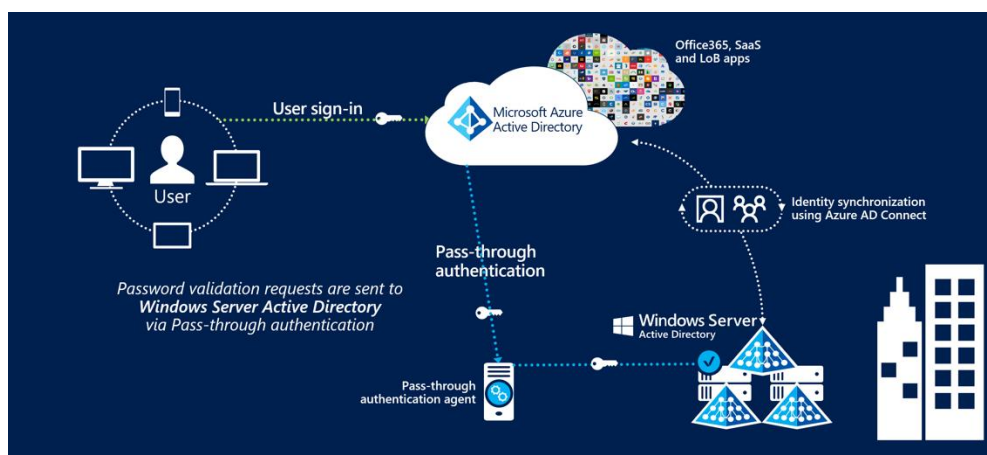 Office365, SaaS
and LoB apps
User sign-in
Microsoft Azure
Active Directory
User
Identity synchronization
using Azure AD Connect
Pass-through
authentication
Password validation requests are sent to
Windows Server Active Directory
via Pass-through authentication
Windows Server
Active Directory
Pass-through
authentication agent